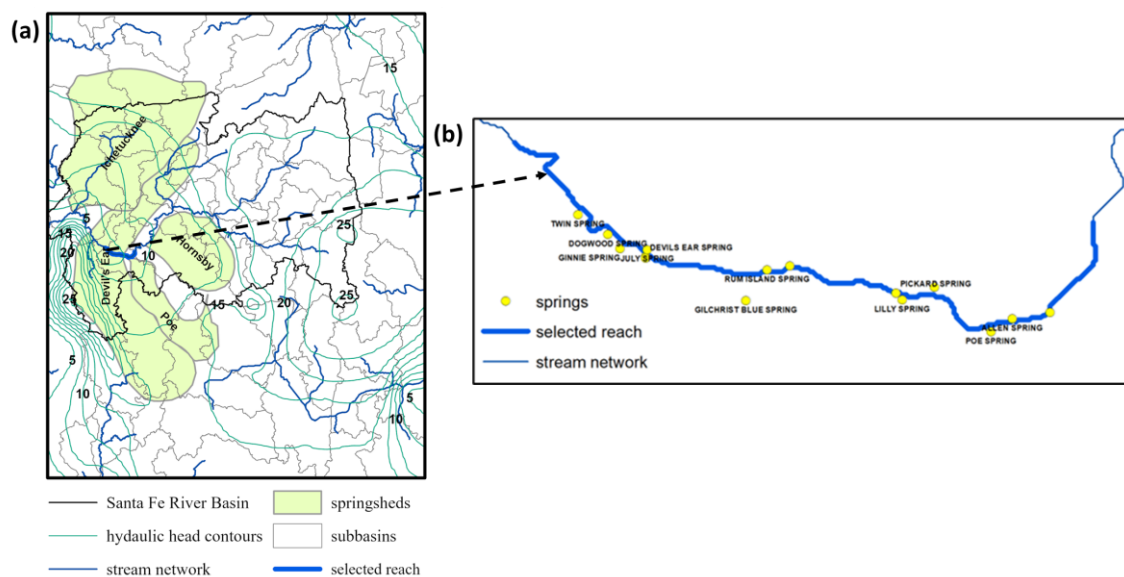 (a)
15
Ichetucknee
5
15
20
Devil's Ear
10
Hornsby
25
20
15
20
25
Poe
5
10
5
10
Santa Fe River Basin
springsheds
hydaulic head contours
subbasins
stream network
selected reach
(b)
TWIN SPRING
DOGWOOD SPRING
DEVILS EAR SPRING
GINNIE SPRING
JULY SPRING
RUM ISLAND SPRING
PICKARD SPRING
GILCHRIST BLUE SPRING
LILLY SPRING
ALLEN SPRING
POE SPRING
springs
selected reach
stream network